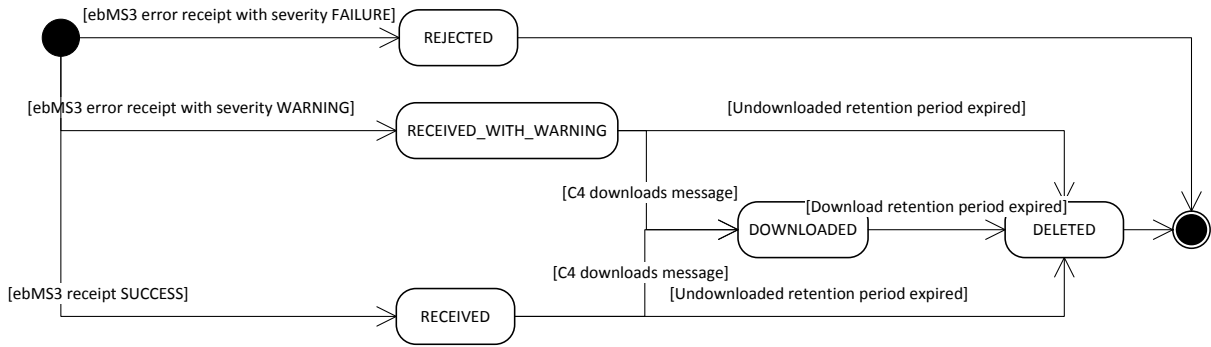 [ebMS3 error receipt with severity FAILURE]
REJECTED
[ebMS3 error receipt with severity WARNING]
[Undownloaded retention period expired]
RECEIVED_WITH_WARNING
[C4 downloads message]
[Download retention period expired]
DOWNLOADED
DELETED
[C4 downloads message]
[ebMS3 receipt SUCCESS]
[Undownloaded retention period expired]
RECEIVED